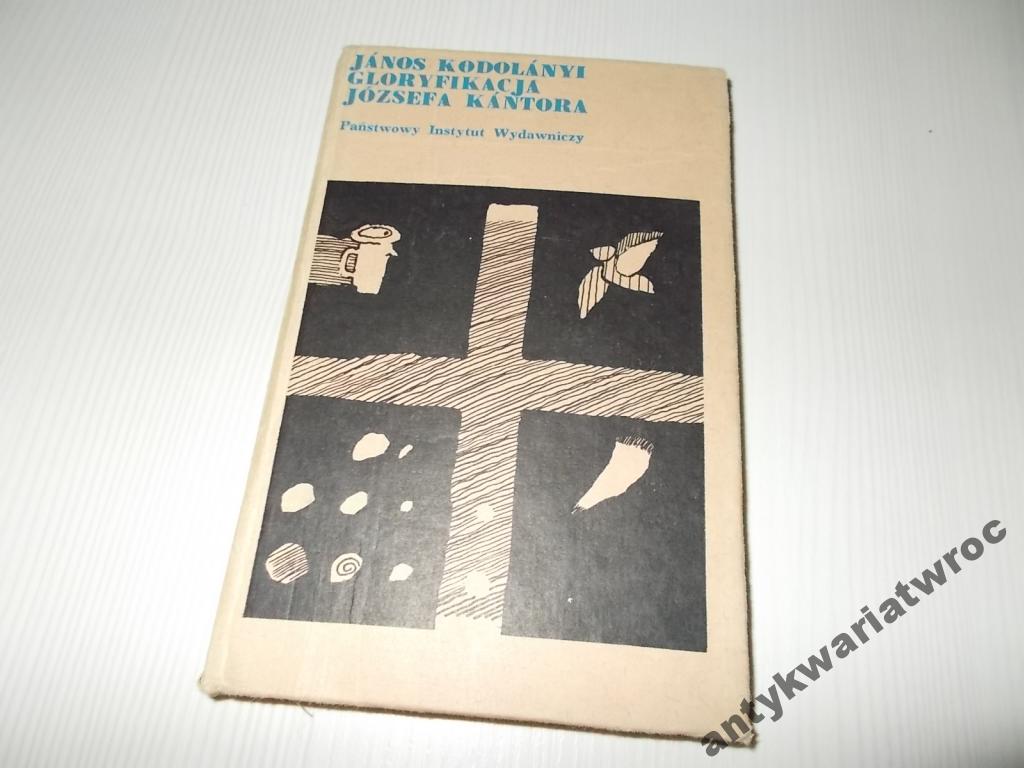 JÁNOS KODOLÁNYI
GLORYFIKACJA
JÓZSEFA KÁNTORA
Państwowy Instytut Wydawniczy
antykwariatwroc